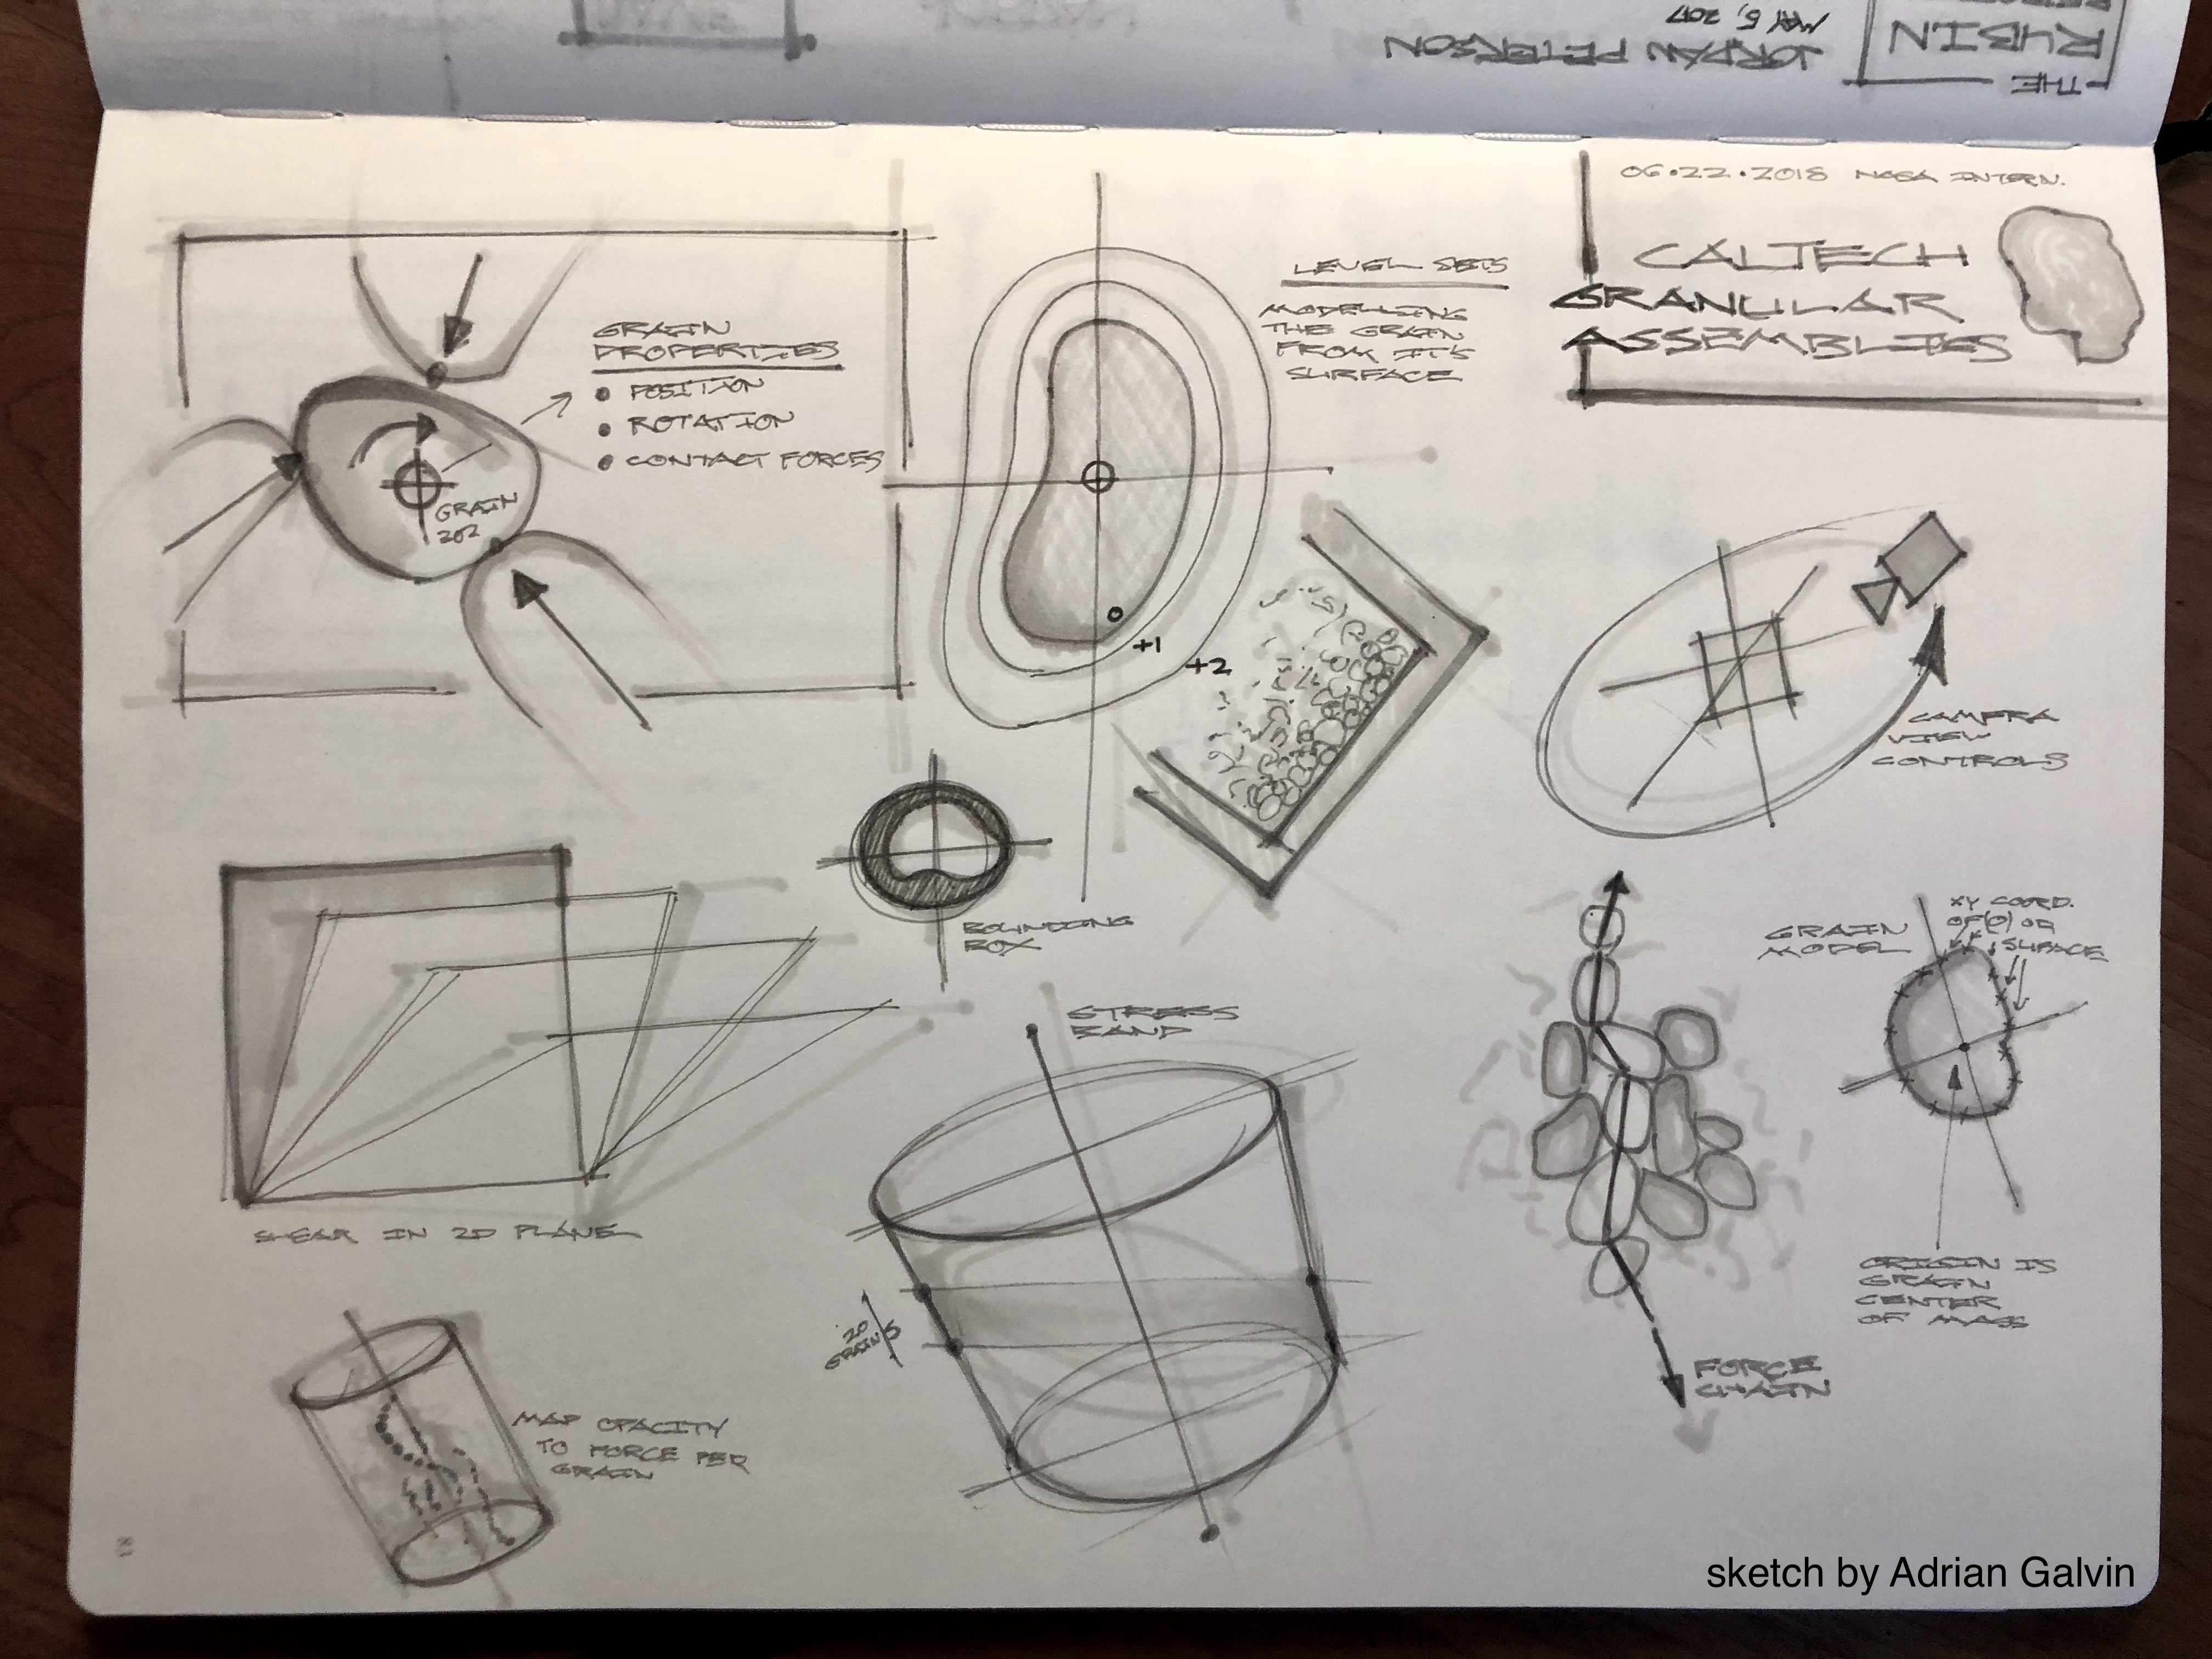 THE
RUBIN
JORDAN PETERSON
MAY 5, 2017
06.22.2018 NASA INTERN.
CALTECH
GRANULAR
ASSEMBLIES
GRAIN
PROPERTIES
• POSITION
• ROTATION
• CONTACT FORCES
GRAIN
202
LEVEL SETS
MODELLING
THE GRAIN
FROM IT'S
SURFACE
+1
+2
CAMERA
VIEW
CONTROLS
BOUNDING
BOX
SHEAR IN 2D PLANE
STRESS
BAND
20
GRAINS
GRAIN
MODEL
XY COORD.
OF (0) OF
SURFACE
ORIGIN IS
GRAIN
CENTER
OF MASS
FORCE
CHAIN
MAP OPACITY
TO FORCE PER
GRAIN
sketch by Adrian Galvin